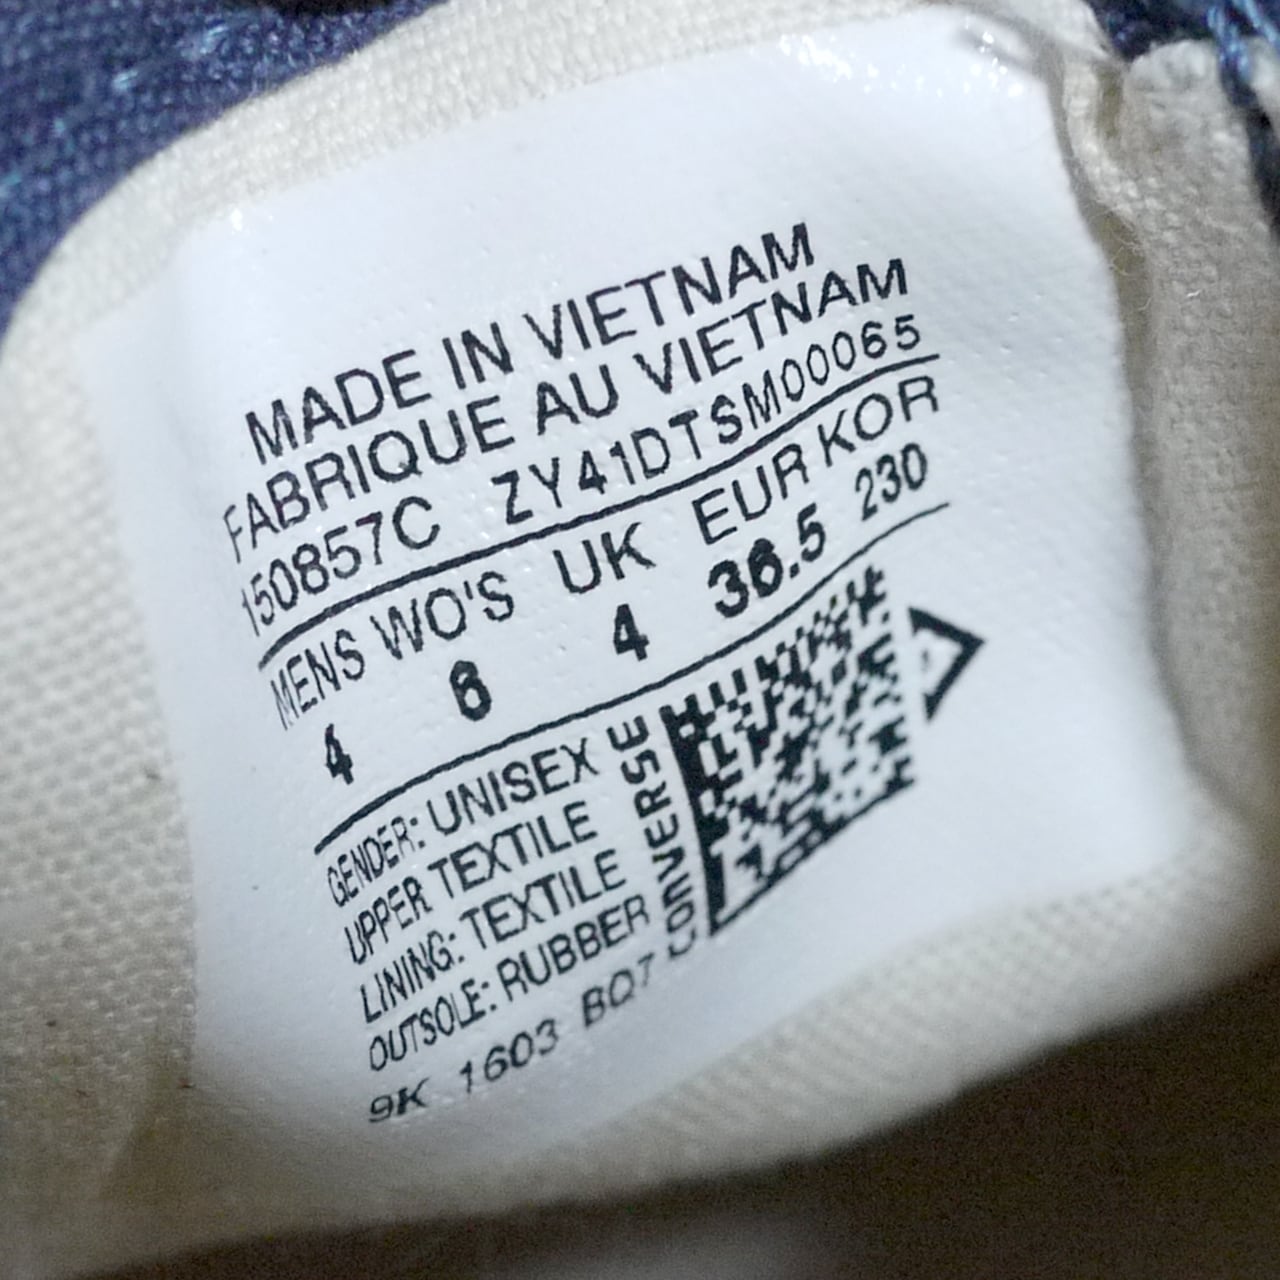 MADE IN VIETNAM
FABRIQUE AU VIETNAM
150857C ZY41DTSM00065
MENS WO'S UK EUR KOR
4 6 4 36.5 230
GENDER: UNISEX
UPPER TEXTILE
LINING: TEXTILE
OUTSOLE: RUBBER
9K 1603 BQ7
CONVERSE